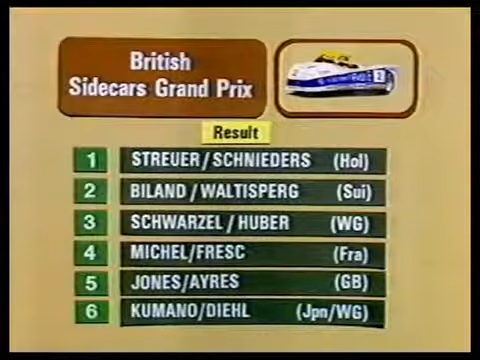 British
Sidecars Grand Prix
2
Result
1 STREUER/SCHNIEDERS (Hol)
2 BILAND/WALTISPERG (Sui)
3 SCHWARZEL/HUBER (WG)
4 MICHEL/FRESC (Fra)
5 JONES/AYRES (GB)
6 KUMANO/DIEHL (Jpn/WG)